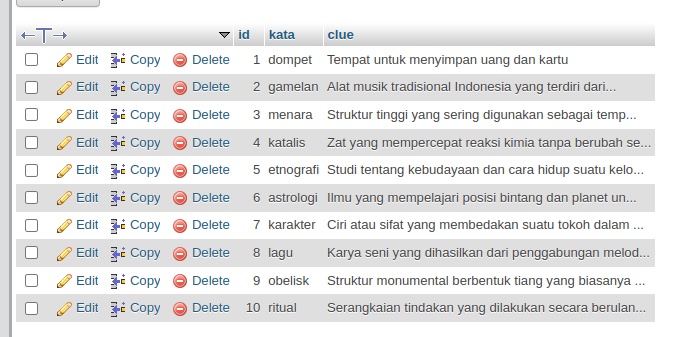 id kata clue
Edit Copy Delete 1 dompet Tempat untuk menyimpan uang dan kartu
Edit Copy Delete 2 gamelan Alat musik tradisional Indonesia yang terdiri dari...
Edit Copy Delete 3 menara Struktur tinggi yang sering digunakan sebagai temp...
Edit Copy Delete 4 katalis Zat yang mempercepat reaksi kimia tanpa berubah se...
Edit Copy Delete 5 etnografi Studi tentang kebudayaan dan cara hidup suatu kelo...
Edit Copy Delete 6 astrologi Ilmu yang mempelajari posisi bintang dan planet un...
Edit Copy Delete 7 karakter Ciri atau sifat yang membedakan suatu tokoh dalam ...
Edit Copy Delete 8 lagu Karya seni yang dihasilkan dari penggabungan melod...
Edit Copy Delete 9 obelisk Struktur monumental berbentuk tiang yang biasanya ...
Edit Copy Delete 10 ritual Serangkaian tindakan yang dilakukan secara berulan...